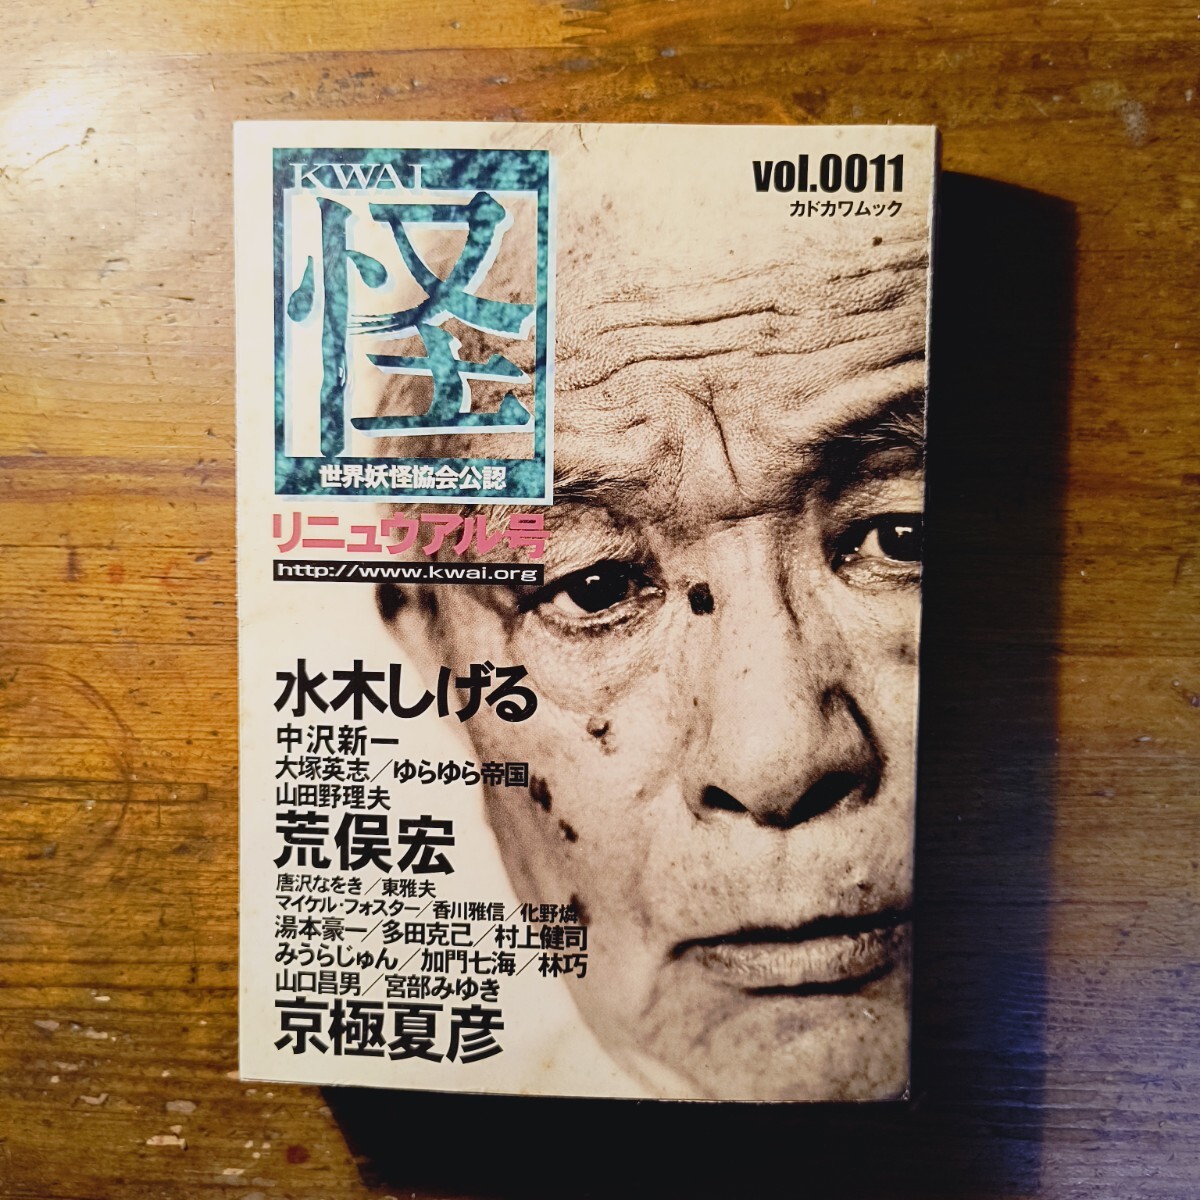 KWAI
怪
世界妖怪協会公認
リニュウアル号
http://www.kwai.org
vol.0011
カドカワムック
水木しげる
中沢新一
大塚英志／ゆらゆら帝国
山田野理夫
荒俣宏
唐沢なをき／東雅夫
マイケル・フォスター／香川雅信／化野燐
湯本豪一／多田克己／村上健司
みうらじゅん／加門七海／林巧
山口昌男／宮部みゆき
京極夏彦